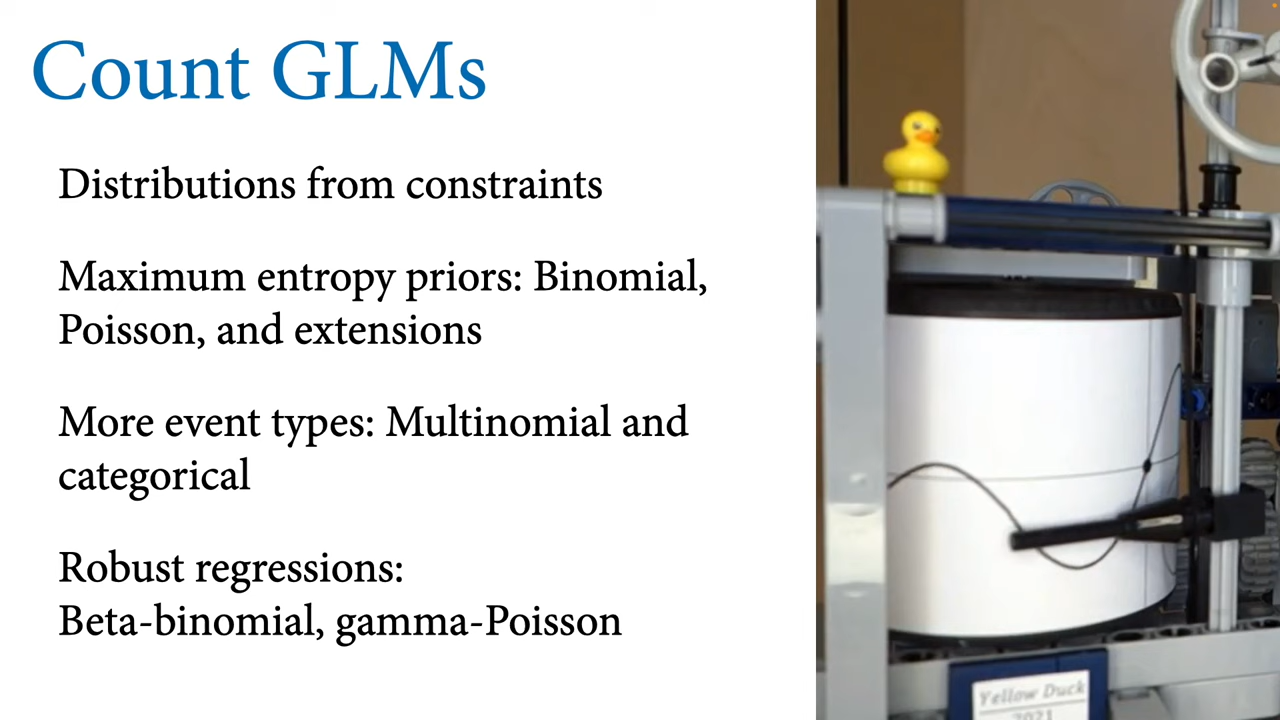 Count GLMs
Distributions from constraints
Maximum entropy priors: Binomial,
Poisson, and extensions
More event types: Multinomial and
categorical
Robust regressions:
Beta-binomial, gamma-Poisson
Yellow Duck
2021